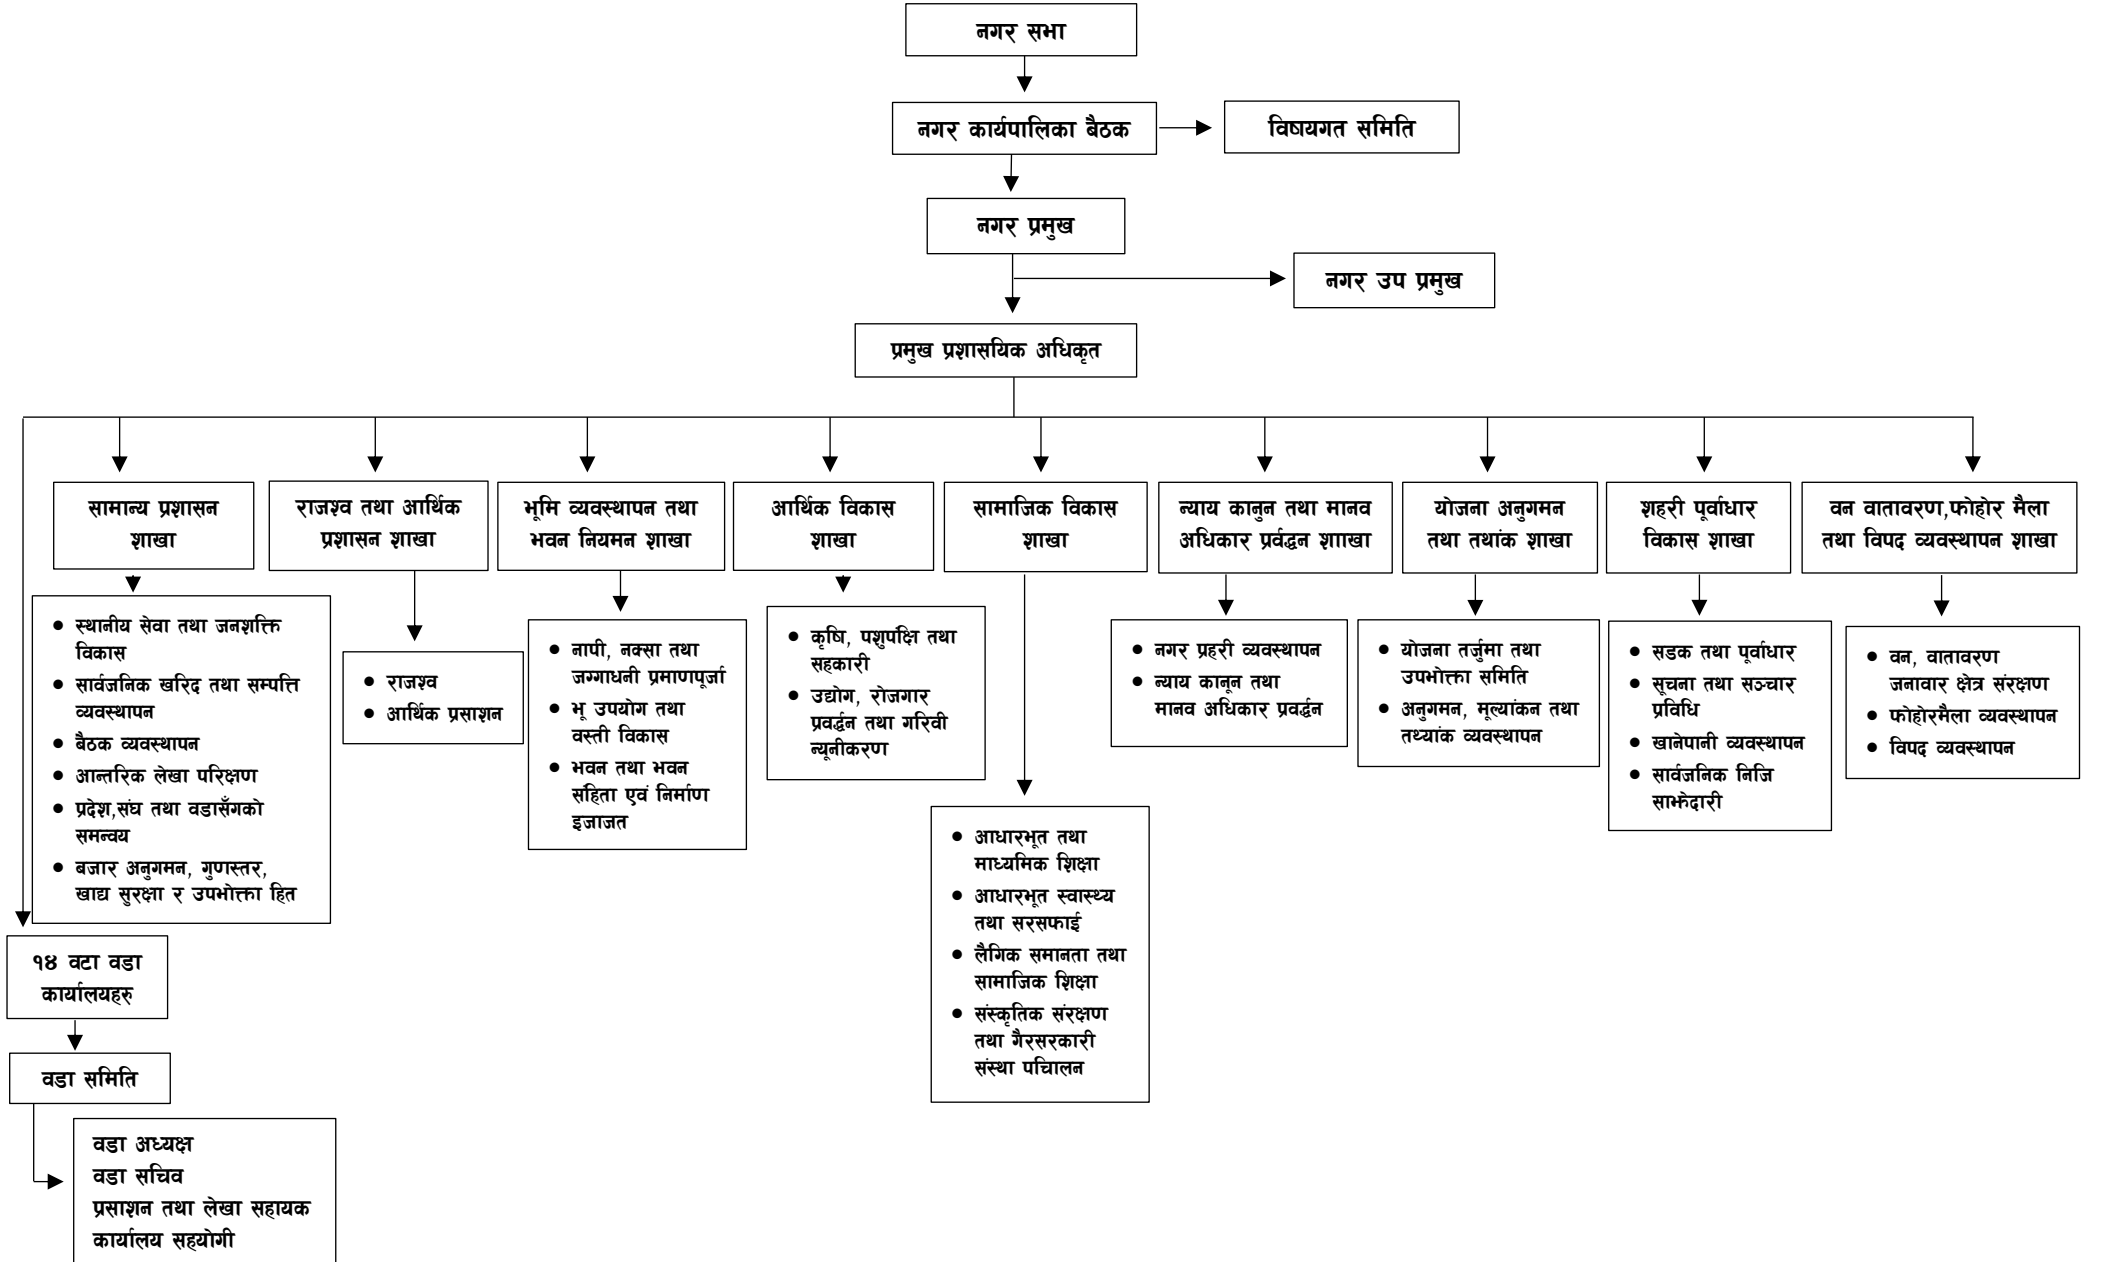 नगर सभा
नगर कार्यपालिका बैठक
विषयगत समिति
नगर प्रमुख
नगर उप प्रमुख
प्रमुख प्रशासयिक अधिकृत
सामान्य प्रशासन
शाखा
राजश्व तथा आर्थिक
प्रशासन शाखा
भूमि व्यवस्थापन तथा
भवन नियमन शाखा
आर्थिक विकास
शाखा
सामाजिक विकास
शाखा
न्याय कानुन तथा मानव
अधिकार प्रर्वद्धन शााखा
योजना अनुगमन
तथा तथांक शाखा
शहरी पूर्वाधार
विकास शाखा
वन वातावरण,फोहोर मैला
तथा विपद व्यवस्थापन शाखा
• स्थानीय सेवा तथा जनशक्ति
विकास
• सार्वजनिक खरिद तथा सम्पत्ति
व्यवस्थापन
• बैठक व्यवस्थापन
• आन्तरिक लेखा परिक्षण
• प्रदेश,संघ तथा वडासँगको
समन्वय
• बजार अनुगमन, गुणस्तर,
खाद्य सुरक्षा र उपभोक्ता हित
• राजश्व
• आर्थिक प्रसाशन
• नापी, नक्सा तथा
जग्गाधनी प्रमाणपूर्जा
• भू उपयोग तथा
वस्ती विकास
• भवन तथा भवन
संहिता एवं निर्माण
इजाजत
• कृषि, पशुपंक्षि तथा
सहकारी
• उद्योग, रोजगार
प्रवर्द्धन तथा गरिवी
न्यूनीकरण
• आधारभूत तथा
माध्यमिक शिक्षा
• आधारभूत स्वास्थ्य
तथा सरसफाई
• लैगिक समानता तथा
सामाजिक शिक्षा
• संस्कृतिक संरक्षण
तथा गैरसरकारी
संस्था पचिालन
• नगर प्रहरी व्यवस्थापन
• न्याय कानून तथा
मानव अधिकार प्रवर्द्धन
• योजना तर्जुमा तथा
उपभोक्ता समिति
• अनुगमन, मूल्यांकन तथा
तथ्यांक व्यवस्थापन
• सडक तथा पूर्वाधार
• सूचना तथा सञ्चार
प्रविधि
• खानेपानी व्यवस्थापन
• सार्वजनिक निजि
साझेदारी
• वन, वातावरण
जनावार क्षेत्र संरक्षण
• फोहोरमैला व्यवस्थापन
• विपद व्यवस्थापन
१४ वटा वडा
कार्यालयहरु
वडा समिति
वडा अध्यक्ष
वडा सचिव
प्रसाशन तथा लेखा सहायक
कार्यालय सहयोगी